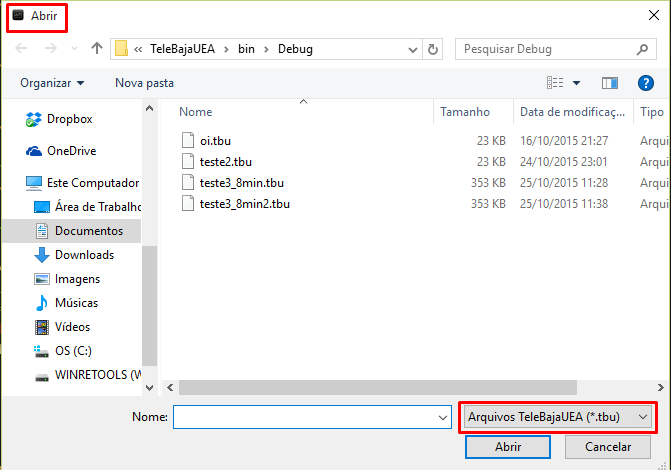 Abrir
« TeleBajaUEA › bin › Debug
Pesquisar Debug
Organizar
Nova pasta
?
Nome
Tamanho
Data de modificaç...
Tipo
Dropbox
OneDrive
Este Computador
Área de Trabalho
Documentos
Downloads
Imagens
Músicas
Vídeos
OS (C:)
WINRETOOLS (W
oi.tbu
23 KB
16/10/2015 21:27
Arqui
teste2.tbu
23 KB
24/10/2015 23:01
Arqui
teste3_8min.tbu
353 KB
25/10/2015 11:28
Arqui
teste3_8min2.tbu
353 KB
25/10/2015 11:38
Arqui
Nome:
Arquivos TeleBajaUEA (*.tbu)
Abrir
Cancelar